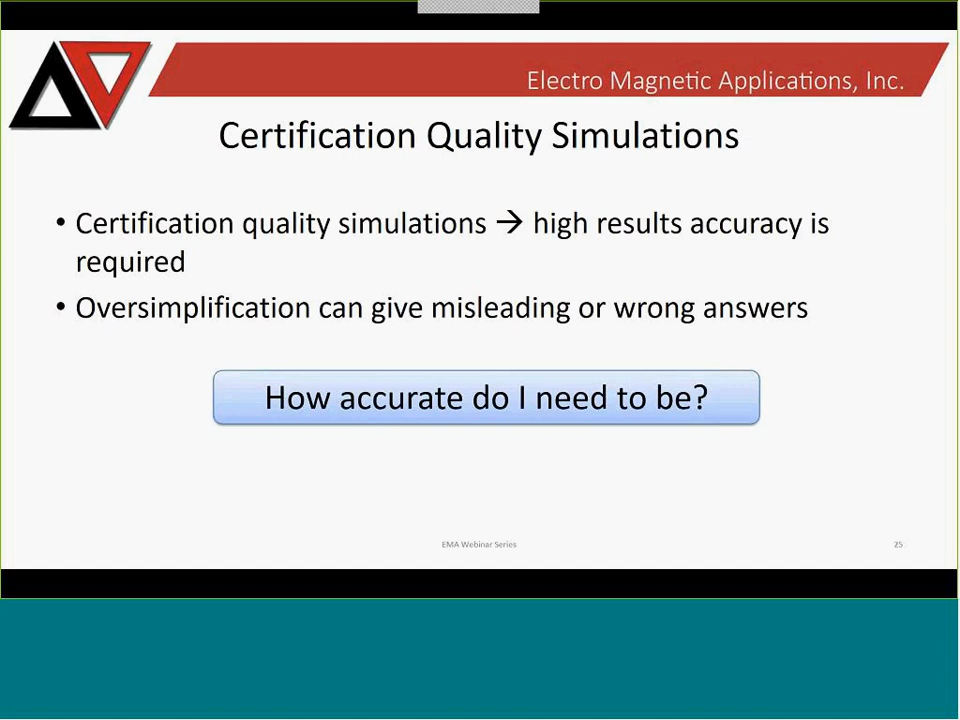 Electro Magnetic Applications, Inc.
Certification Quality Simulations
• Certification quality simulations → high results accuracy is
required
• Oversimplification can give misleading or wrong answers
How accurate do I need to be?
EMA Webinar Series
25